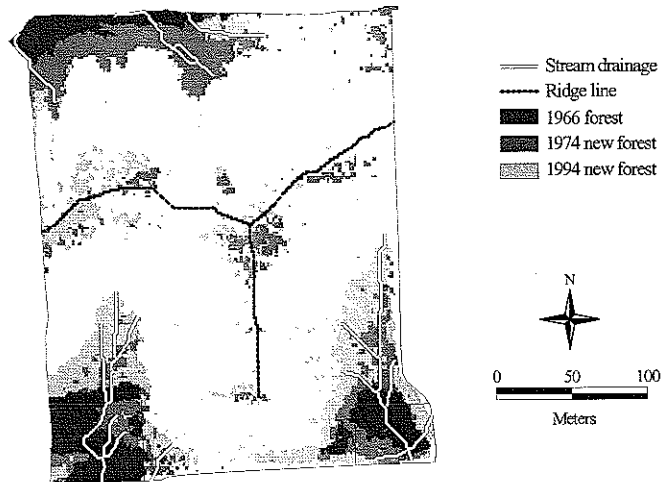 Stream drainage
Ridge line
1966 forest
1974 new forest
1994 new forest
N
0 50 100
Meters